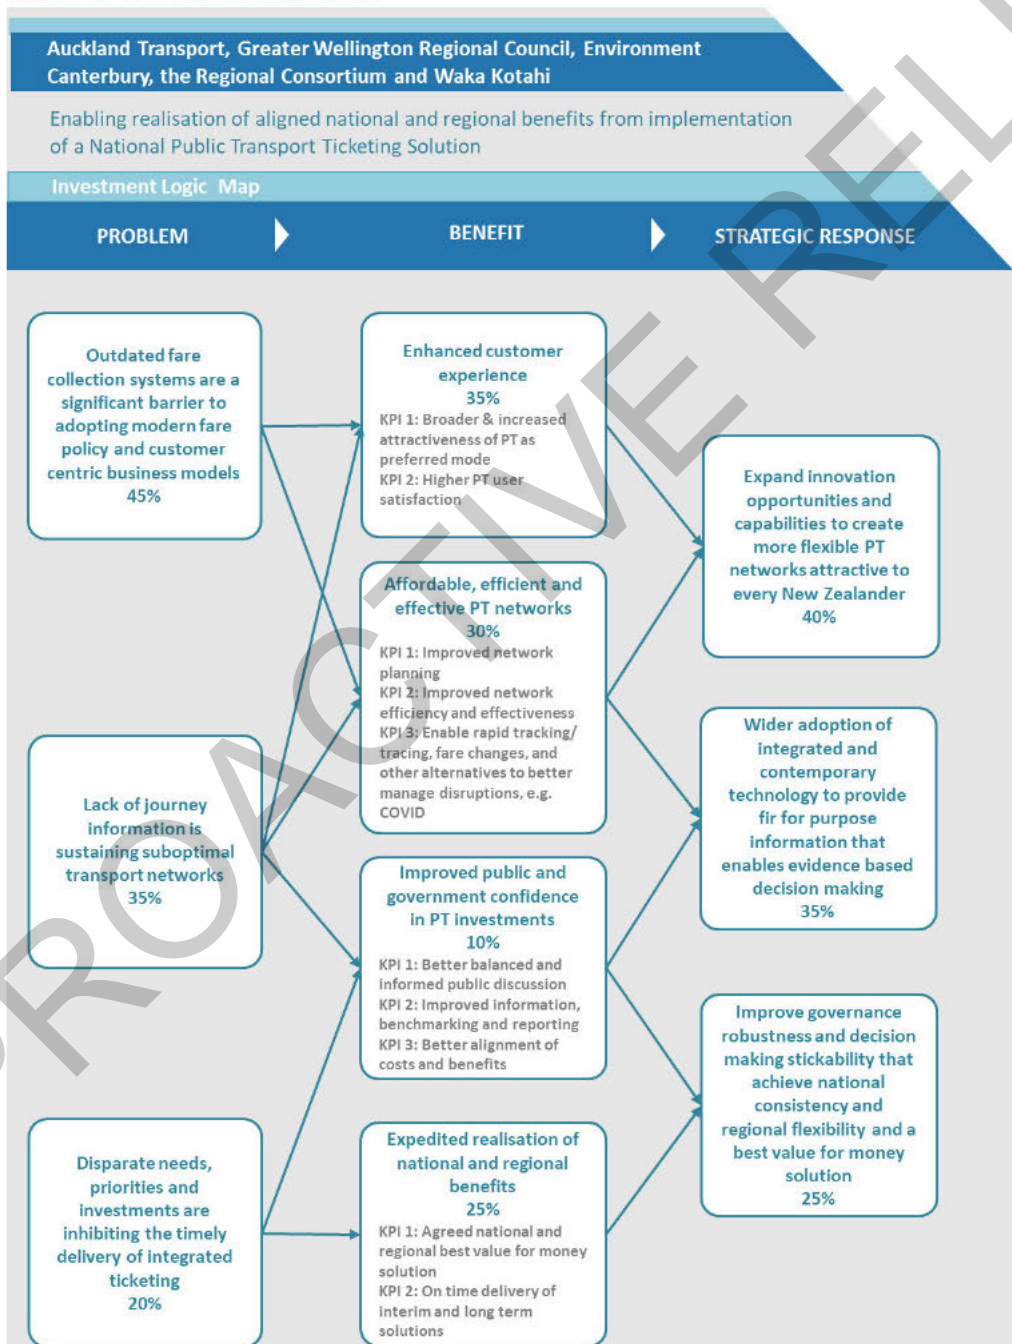 Auckland Transport, Greater Wellington Regional Council, Environment
Canterbury, the Regional Consortium and Waka Kotahi
Enabling realisation of aligned national and regional benefits from implementation
of a National Public Transport Ticketing Solution
Investment Logic Map
PROBLEM
BENEFIT
STRATEGIC RESPONSE
Outdated fare
collection systems are a
significant barrier to
adopting modern fare
policy and customer
centric business models
45%
Lack of journey
information is
sustaining suboptimal
transport networks
35%
Disparate needs,
priorities and
investments are
inhibiting the timely
delivery of integrated
ticketing
20%
Enhanced customer
experience
35%
KPI 1: Broader & increased
attractiveness of PT as
preferred mode
KPI 2: Higher PT user
satisfaction
Affordable, efficient and
effective PT networks
30%
KPI 1: Improved network
planning
KPI 2: Improved network
efficiency and effectiveness
KPI 3: Enable rapid tracking/
tracing, fare changes, and
other alternatives to better
manage disruptions, e.g.
COVID
Improved public and
government confidence
in PT investments
10%
KPI 1: Better balanced and
informed public discussion
KPI 2: Improved information,
benchmarking and reporting
KPI 3: Better alignment of
costs and benefits
Expedited realisation of
national and regional
benefits
25%
KPI 1: Agreed national and
regional best value for money
solution
KPI 2: On time delivery of
interim and long term
solutions
Expand innovation
opportunities and
capabilities to create
more flexible PT
networks attractive to
every New Zealander
40%
Wider adoption of
integrated and
contemporary
technology to provide
fir for purpose
information that
enables evidence based
decision making
35%
Improve governance
robustness and decision
making stickability that
achieve national
consistency and
regional flexibility and a
best value for money
solution
25%
PROACTIVE REL